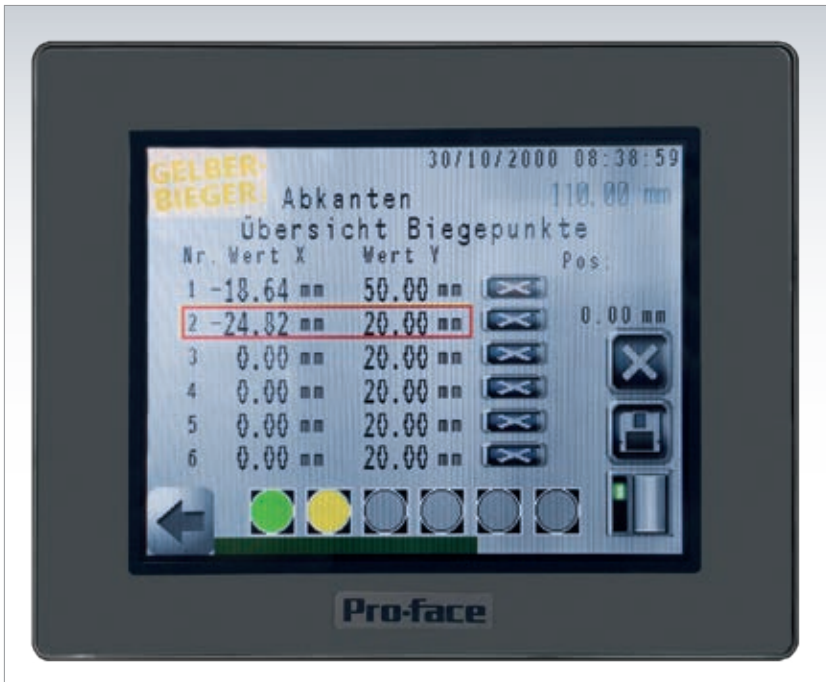 30/10/2000 08:38:59
GELBER-
BIEGER
110.00 mm
Abkanten
Übersicht Biegepunkte
Nr. Wert X Wert Y Pos:
1 -18.64 mm 50.00 mm
2 -24.82 mm 20.00 mm 0.00 mm
3 0.00 mm 20.00 mm
4 0.00 mm 20.00 mm
5 0.00 mm 20.00 mm
6 0.00 mm 20.00 mm
Pro-face